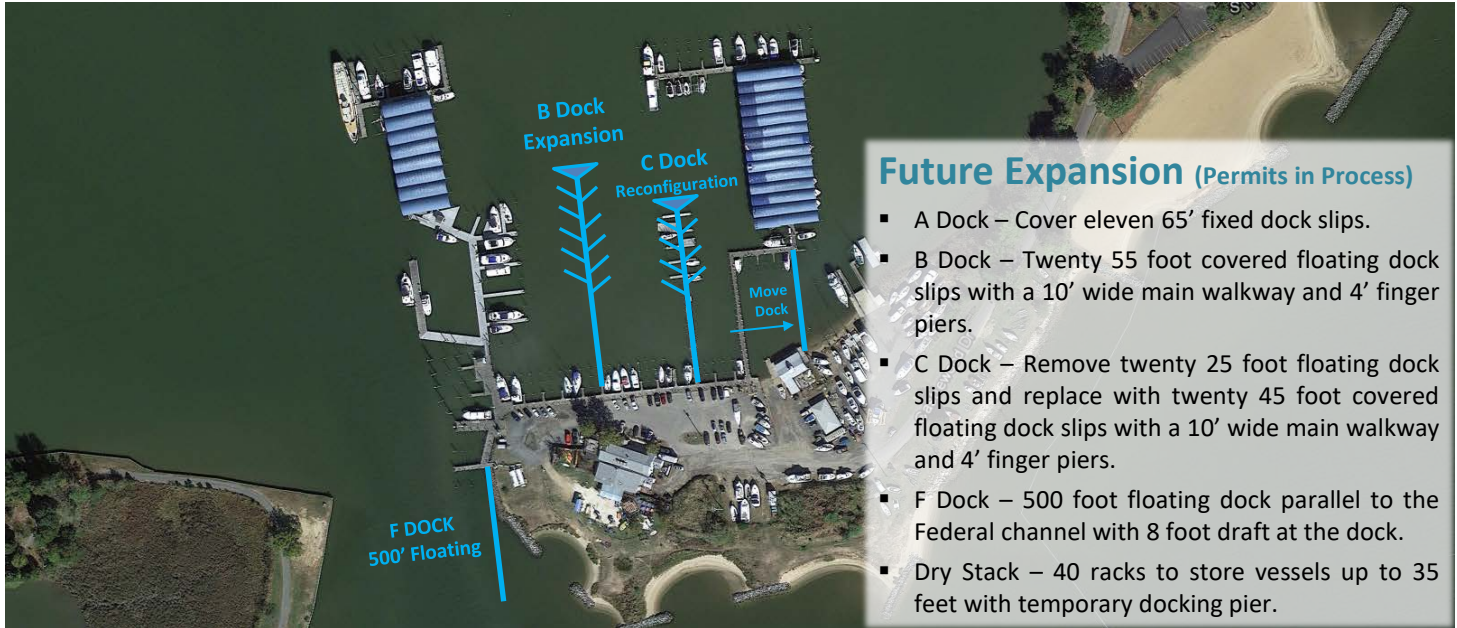 B Dock
Expansion
C Dock
Reconfiguration
Move
Dock
F DOCK
500' Floating
Future Expansion (Permits in Process)
▪ A Dock – Cover eleven 65' fixed dock slips.
▪ B Dock – Twenty 55 foot covered floating dock
slips with a 10' wide main walkway and 4' finger
piers.
▪ C Dock – Remove twenty 25 foot floating dock
slips and replace with twenty 45 foot covered
floating dock slips with a 10' wide main walkway
and 4' finger piers.
▪ F Dock – 500 foot floating dock parallel to the
Federal channel with 8 foot draft at the dock.
▪ Dry Stack – 40 racks to store vessels up to 35
feet with temporary docking pier.